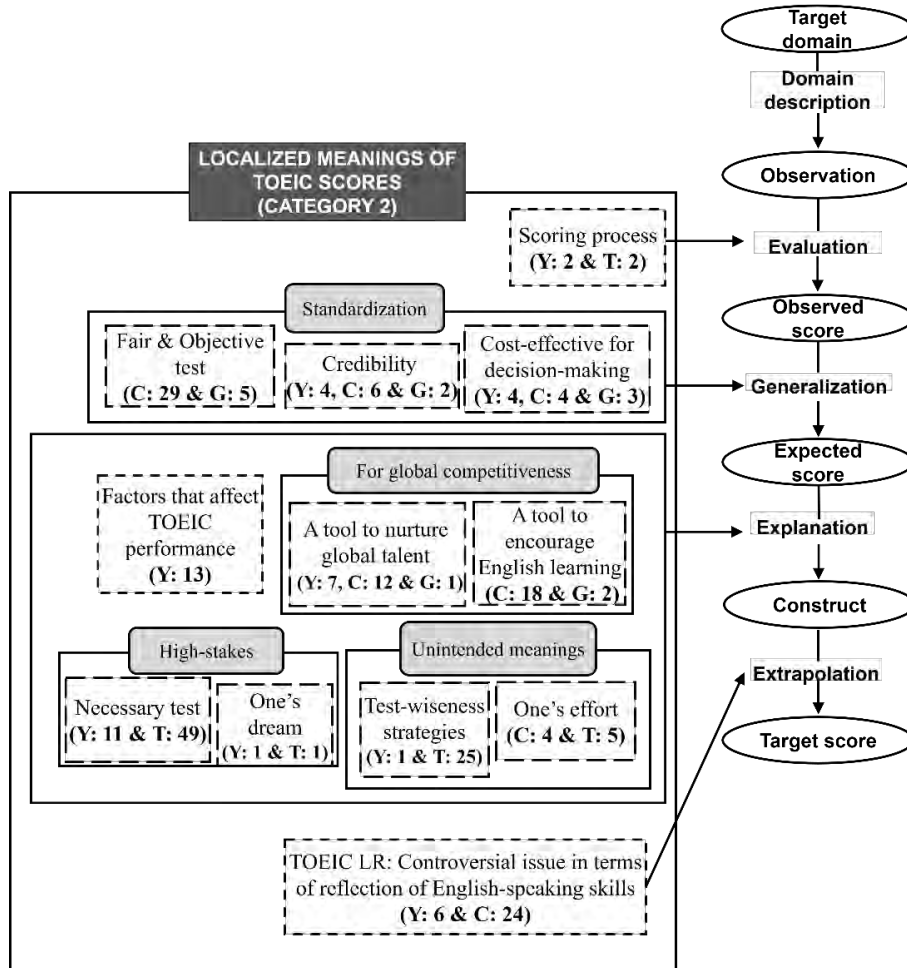 Target
domain
Domain
description
LOCALIZED MEANINGS OF
TOEIC SCORES
(CATEGORY 2)
Observation
Scoring process
(Y: 2 & T: 2)
Evaluation
Standardization
Observed
score
Fair & Objective
test
(C: 29 & G: 5)
Credibility
(Y: 4, C: 6 & G: 2)
Cost-effective for
decision-making
(Y: 4, C: 4 & G: 3)
Generalization
Expected
score
For global competitiveness
Factors that affect
TOEIC
performance
(Y: 13)
A tool to nurture
global talent
(Y: 7, C: 12 & G: 1)
A tool to
encourage
English learning
(C: 18 & G: 2)
Explanation
Construct
High-stakes
Necessary test
(Y: 11 & T: 49)
One's
dream
(Y: 1 & T: 1)
Unintended meanings
Test-wiseness
strategies
(Y: 1 & T: 25)
One's effort
(C: 4 & T: 5)
Extrapolation
Target score
TOEIC LR: Controversial issue in terms
of reflection of English-speaking skills
(Y: 6 & C: 24)